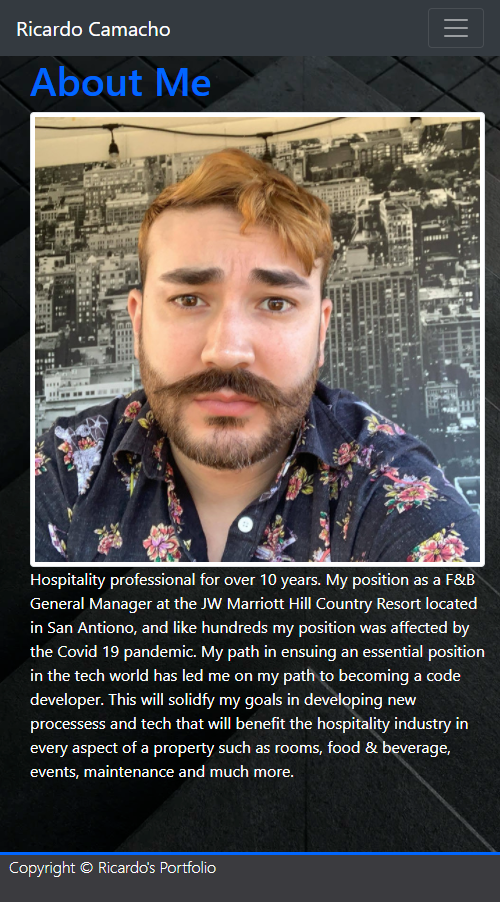 Ricardo Camacho
About Me
Hospitality professional for over 10 years. My position as a F&B
General Manager at the JW Marriott Hill Country Resort located
in San Antiono, and like hundreds my position was affected by
the Covid 19 pandemic. My path in ensuing an essential position
in the tech world has led me on my path to becoming a code
developer. This will solidfy my goals in developing new
processess and tech that will benefit the hospitality industry in
every aspect of a property such as rooms, food & beverage,
events, maintenance and much more.
Copyright © Ricardo's Portfolio